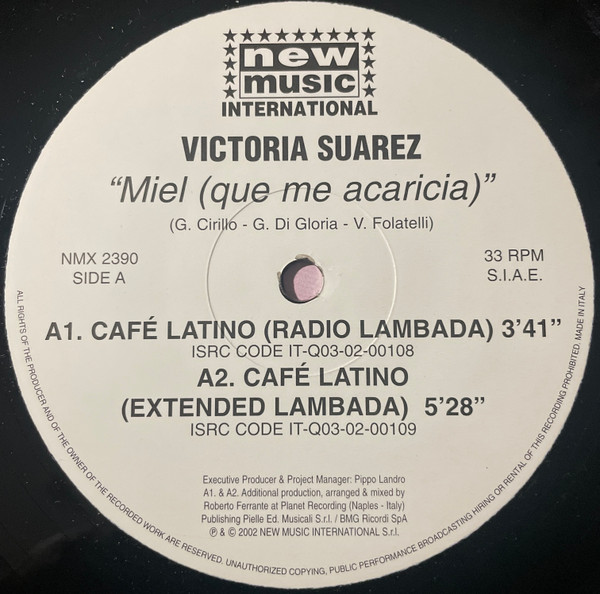 new
music
INTERNATIONAL
VICTORIA SUAREZ
“Miel (que me acaricia)”
(G. Cirillo - G. Di Gloria - V. Folatelli)
NMX 2390
SIDE A
33 RPM
S.I.A.E.
A1. CAFÉ LATINO (RADIO LAMBADA) 3’41”
ISRC CODE IT-Q03-02-00108
A2. CAFÉ LATINO
(EXTENDED LAMBADA) 5’28”
ISRC CODE IT-Q03-02-00109
Executive Producer & Project Manager: Pippo Landro
A1. & A2. Additional production, arranged & mixed by
Roberto Ferrante at Planet Recording (Naples - Italy)
Publishing Pielle Ed. Musicali S.r.l. / BMG Ricordi SpA
℗ & © 2002 NEW MUSIC INTERNATIONAL S.r.l.
ALL RIGHTS OF THE PRODUCER AND OF THE OWNER OF THE RECORDED WORK ARE RESERVED. UNAUTHORIZED COPYING, PUBLIC PERFORMANCE BROADCASTING HIRING OR RENTAL OF THIS RECORDING PROHIBITED. MADE IN ITALY